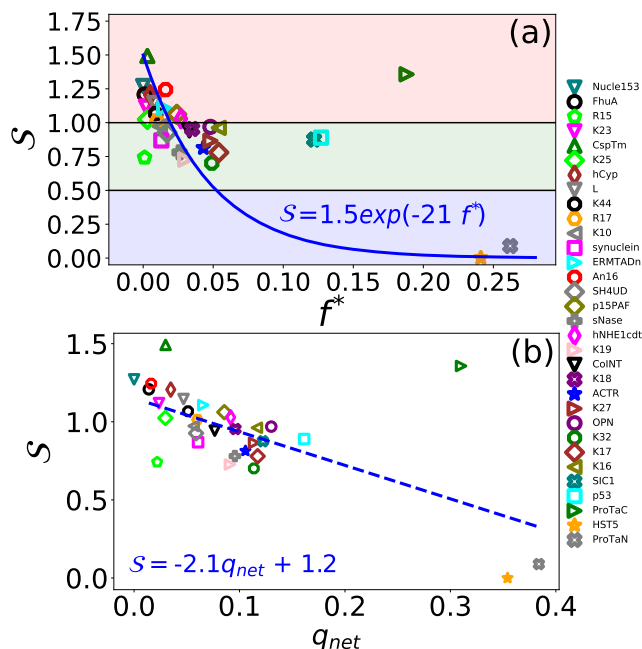 (a)
1.75
1.50
1.25
1.00
0.75
0.50
0.25
0.00
S
S=1.5exp(-21 f*)
0.00 0.05 0.10 0.15 0.20 0.25
f*
(b)
1.5
1.0
0.5
0.0
S
S = -2.1q_net + 1.2
0.0 0.1 0.2 0.3 0.4
q_net
Nucle153
FhuA
R15
K23
CspTm
K25
hCyp
L
K44
R17
K10
synuclein
ERMTADn
An16
SH4UD
p15PAF
sNase
hNHE1cdt
K19
ColNT
K18
ACTR
K27
OPN
K32
K17
K16
SIC1
p53
ProTaC
HST5
ProTaN